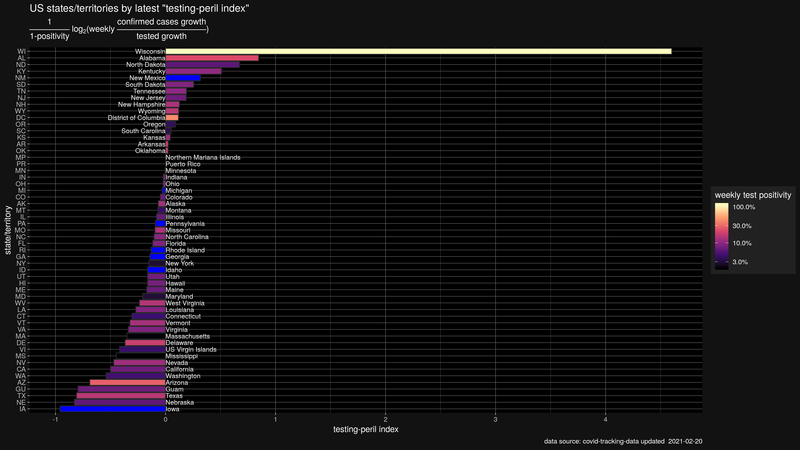 US states/territories by latest "testing-peril index"
1
1-positivity
log2(weekly
confirmed cases growth
tested growth
)
WI Wisconsin
AL Alabama
ND North Dakota
KY Kentucky
NM New Mexico
SD South Dakota
TN Tennessee
NJ New Jersey
NH New Hampshire
WY Wyoming
DC District of Columbia
OR Oregon
SC South Carolina
KS Kansas
AR Arkansas
OK Oklahoma
MP Northern Mariana Islands
PR Puerto Rico
MN Minnesota
IN Indiana
OH Ohio
MI Michigan
CO Colorado
AK Alaska
MT Montana
IL Illinois
PA Pennsylvania
MO Missouri
NC North Carolina
FL Florida
RI Rhode Island
GA Georgia
NY New York
ID Idaho
UT Utah
HI Hawaii
ME Maine
MD Maryland
WV West Virginia
LA Louisiana
CT Connecticut
VT Vermont
VA Virginia
MA Massachusetts
DE Delaware
VI US Virgin Islands
MS Mississippi
NV Nevada
CA California
WA Washington
AZ Arizona
GU Guam
TX Texas
NE Nebraska
IA Iowa
state/territory
-1 0 1 2 3 4
testing-peril index
weekly test positivity
100.0%
30.0%
10.0%
3.0%
data source: covid-tracking-data updated 2021-02-20